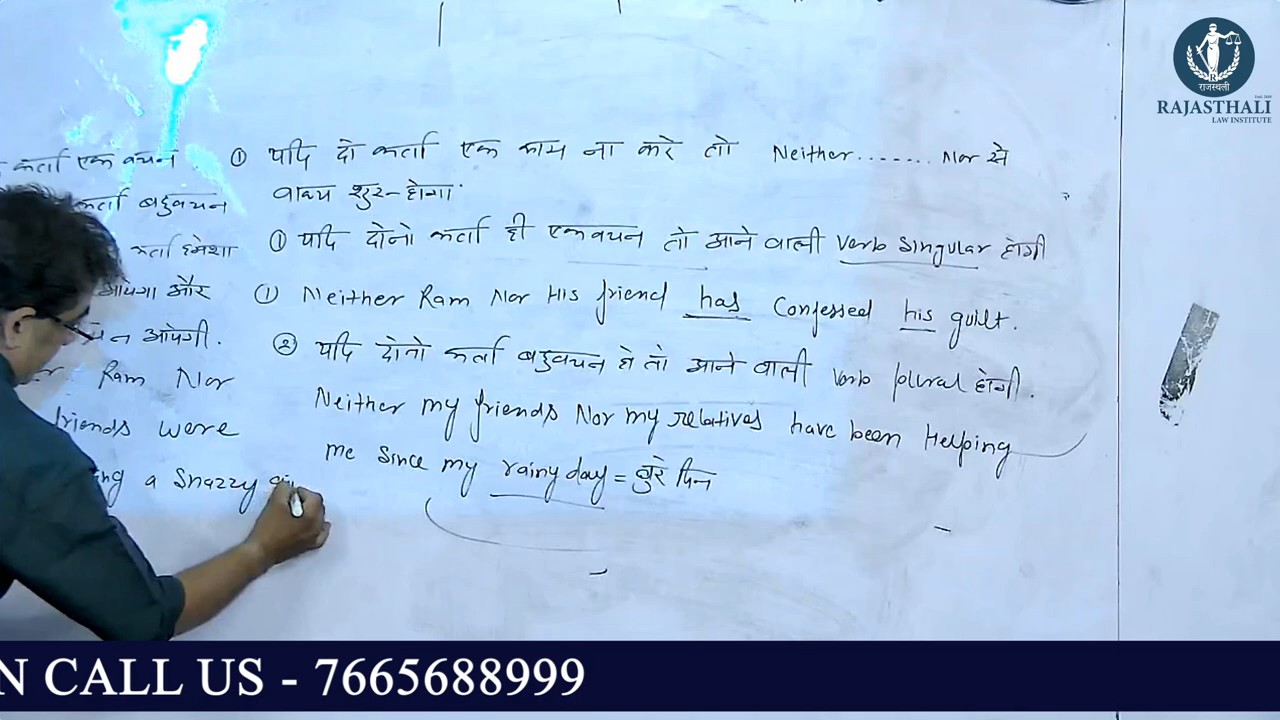 कर्ता एक वचन
कर्ता बहुवचन
कर्ता हमेशा
आयेगा और
आयेगी.
Ram Nor
friends were
a Snazzy
① यदि दो कर्ता एक काम ना करे तो Neither....... Nor से
वाक्य शुरु होगा
① यदि दोनो कर्ता ही एकवचन तो आने वाली Verb Singular होगी
① Neither Ram Nor His friend has Confessed his guilt.
② यदि दोनो कर्ता बहुवचन हो तो आने वाली Verb plural होगी.
Neither my friends Nor my relatives have been Helping
me Since my rainy day = बुरे दिन
राजस्थली
RAJASTHALI
LAW INSTITUTE
N CALL US - 7665688999